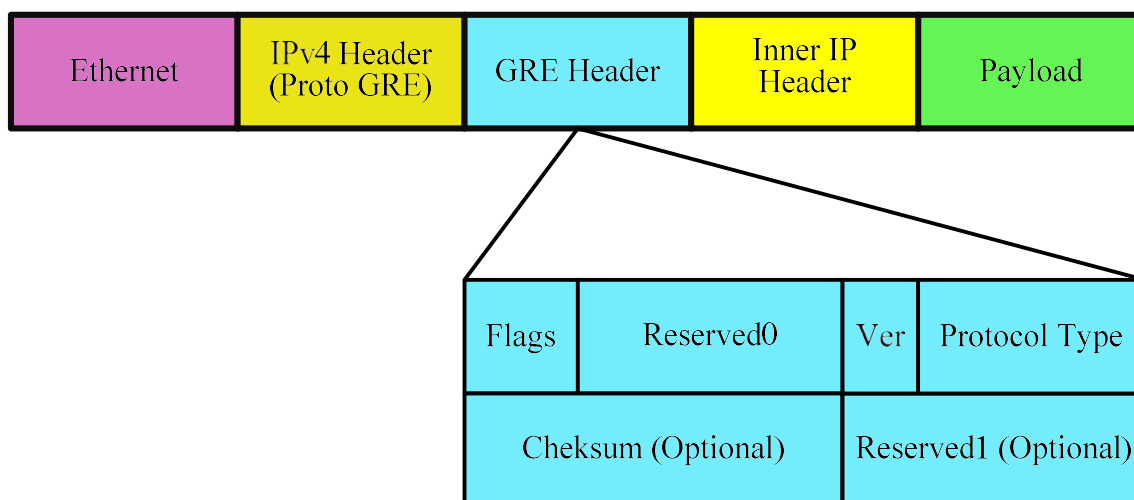 Ethernet
IPv4 Header
(Proto GRE)
GRE Header
Inner IP
Header
Payload
Flags
Reserved0
Ver
Protocol Type
Cheksum (Optional)
Reserved1 (Optional)